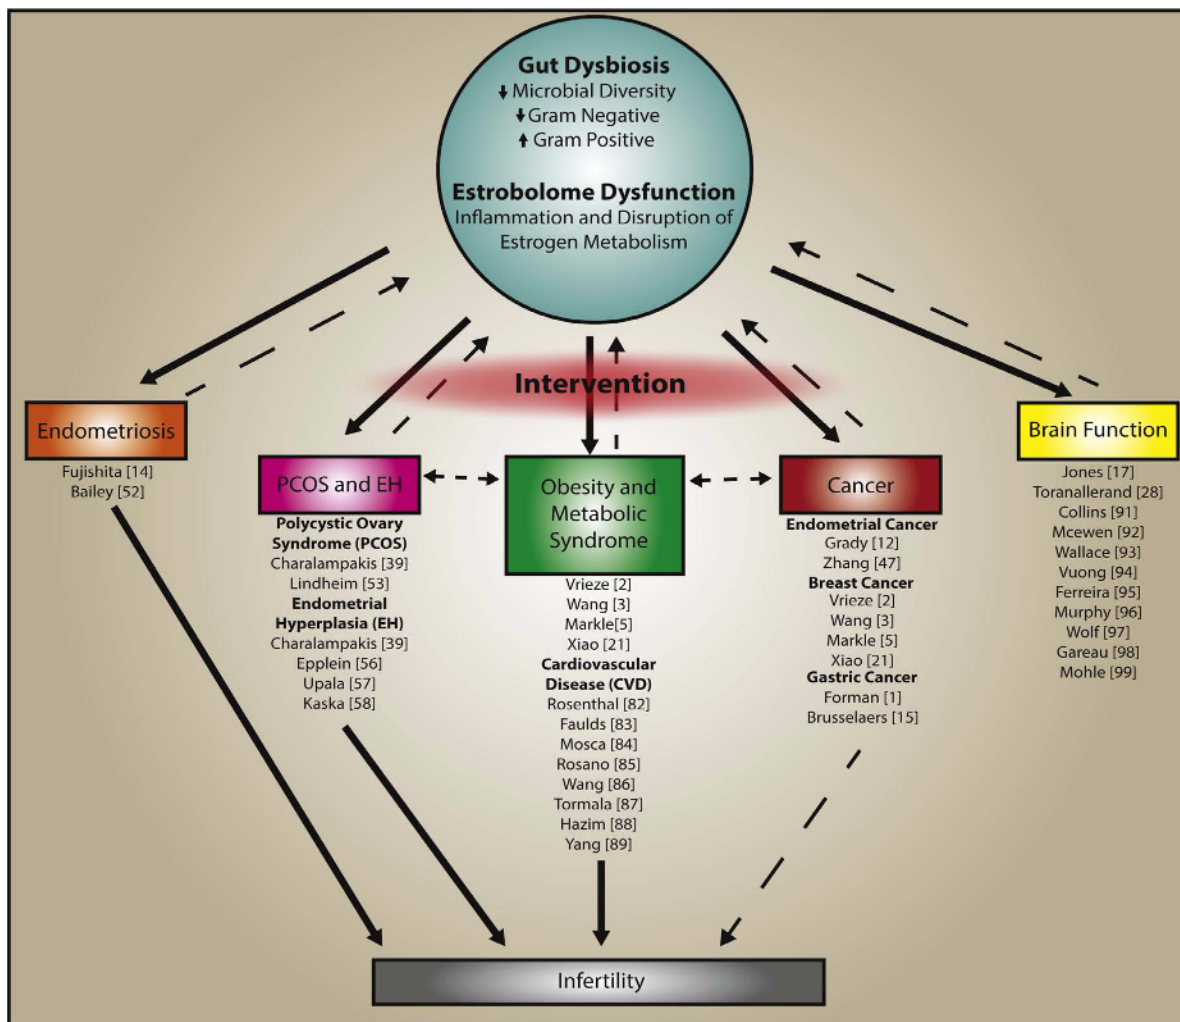 Gut Dysbiosis
↓ Microbial Diversity
↓ Gram Negative
↑ Gram Positive
Estrobolome Dysfunction
Inflammation and Disruption of
Estrogen Metabolism
Intervention
Endometriosis
Fujishita [14]
Bailey [52]
PCOS and EH
Polycystic Ovary
Syndrome (PCOS)
Charalampakis [39]
Lindheim [53]
Endometrial
Hyperplasia (EH)
Charalampakis [39]
Epplein [56]
Upala [57]
Kaska [58]
Obesity and
Metabolic
Syndrome
Vrieze [2]
Wang [3]
Markle[5]
Xiao [21]
Cardiovascular
Disease (CVD)
Rosenthal [82]
Faulds [83]
Mosca [84]
Rosano [85]
Wang [86]
Tormala [87]
Hazim [88]
Yang [89]
Cancer
Endometrial Cancer
Grady [12]
Zhang [47]
Breast Cancer
Vrieze [2]
Wang [3]
Markle [5]
Xiao [21]
Gastric Cancer
Forman [1]
Brusselaers [15]
Brain Function
Jones [17]
Toranallerand [28]
Collins [91]
Mcewen [92]
Wallace [93]
Vuong [94]
Ferreira [95]
Murphy [96]
Wolf [97]
Gareau [98]
Mohle [99]
Infertility